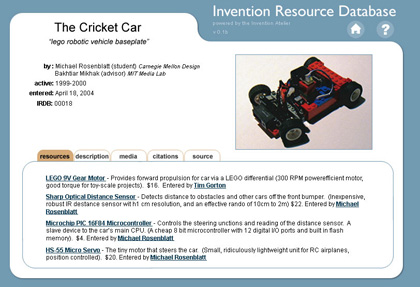 The Cricket Car
"lego robotic vehicle baseplate"
Invention Resource Database
powered by the Invention Atelier
v.0.16
?
by : Michael Rosenblatt (student) Carnegie Mellon Design
Bakhtiar Mikhak (advisor) MIT Media Lab
active: 1999-2000
entered: April 18, 2004
IRDB: 00018
resources description media citations source
LEGO 9V Gear Motor - Provides forward propulsion for car via a LEGO differential (300 RPM powerefficient motor,
good torque for toy-scale projects). $16. Entered by Tim Gorton
Sharp Optical Distance Sensor - Detects distance to obstacles and other cars off the front bumper. (Inexpensive,
robust IR desistance sensor wit h1 cm resolution, and an effective rando of 10cm to 2m) $22. Entered by Michael
Rosenblatt
Microchip PIC 16F84 Microcontroller - Controls the steering unctions and reading of the distance sensor. A
slave device to the car's main CPU. (A cheap 8 bit microcontroller with 12 digital I/O ports and built in flash
memory). $4. Entered by Michael Rosenblatt
HS-55 Micro Servo - The tiny motor that steers the car. (Small, ridiculously lightweight unit for RC airplanes,
position controlled). $20. Entered by Michael Rosenblatt